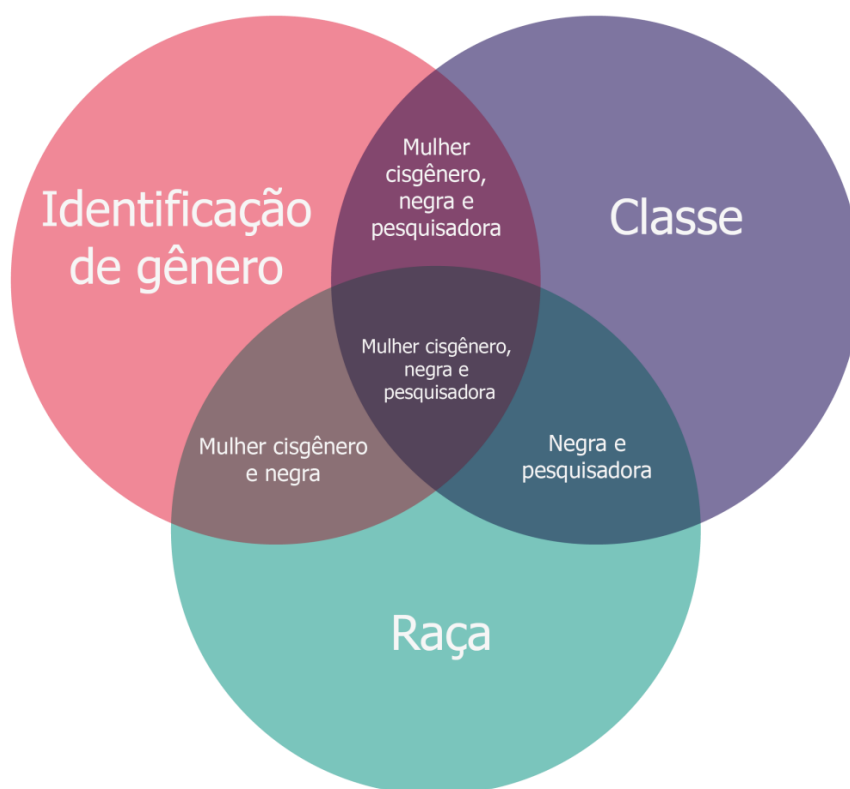 Mulher
cisgênero,
negra e
pesquisadora
Identificação
de gênero
Classe
Mulher cisgênero,
negra e
pesquisadora
Mulher cisgênero
e negra
Negra e
pesquisadora
Raça